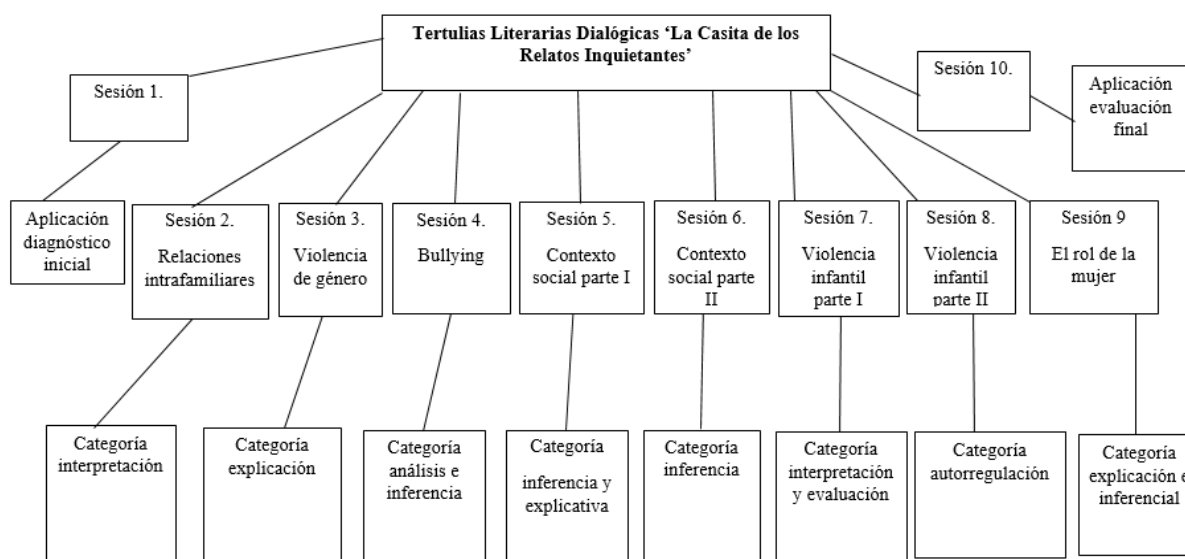 Tertulias Literarias Dialógicas ‘La Casita de los
Relatos Inquietantes’
Sesión 1.
Sesión 10.
Aplicación
evaluación
final
Aplicación
diagnóstico
inicial
Sesión 2.
Relaciones
intrafamiliares
Sesión 3.
Violencia
de género
Sesión 4.
Bullying
Sesión 5.
Contexto
social parte I
Sesión 6.
Contexto
social parte
II
Sesión 7.
Violencia
infantil
parte I
Sesión 8.
Violencia
infantil
parte II
Sesión 9
El rol de la
mujer
Categoría
interpretación
Categoría
explicación
Categoría
análisis e
inferencia
Categoría
inferencia y
explicativa
Categoría
inferencia
Categoría
interpretación
y evaluación
Categoría
autorregulación
Categoría
explicación e
inferencial